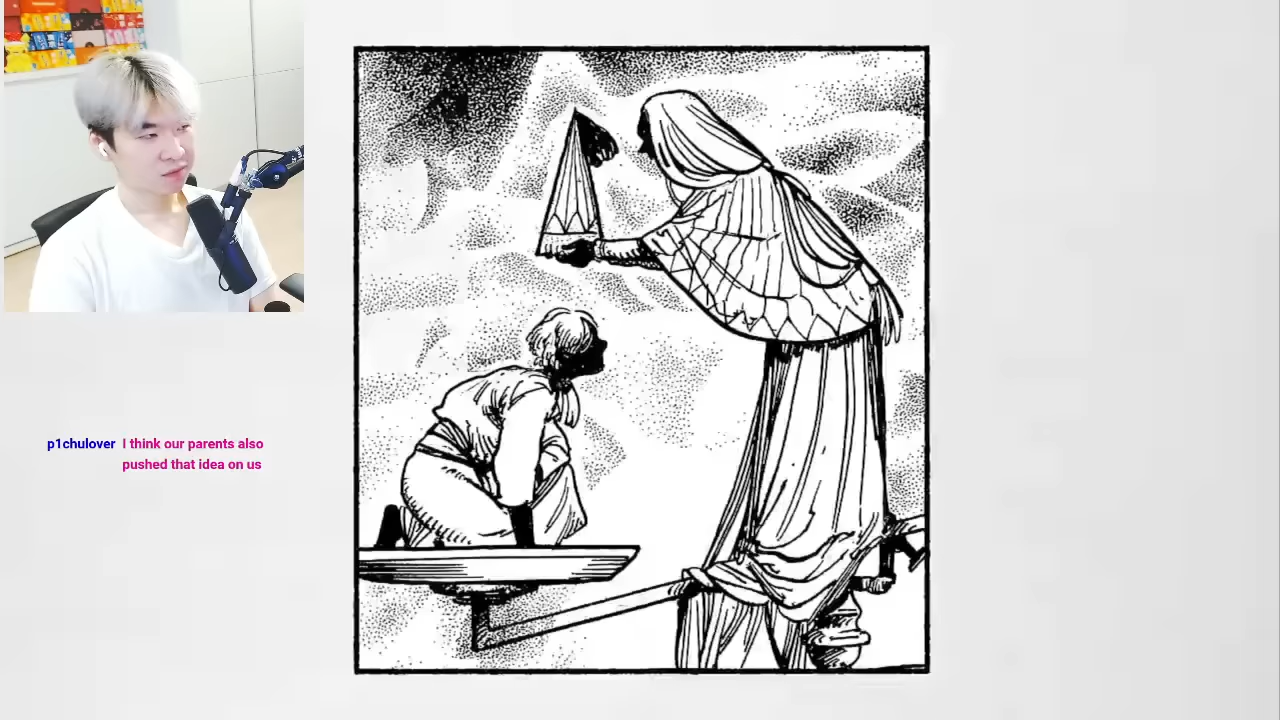 p1chulover I think our parents also
pushed that idea on us